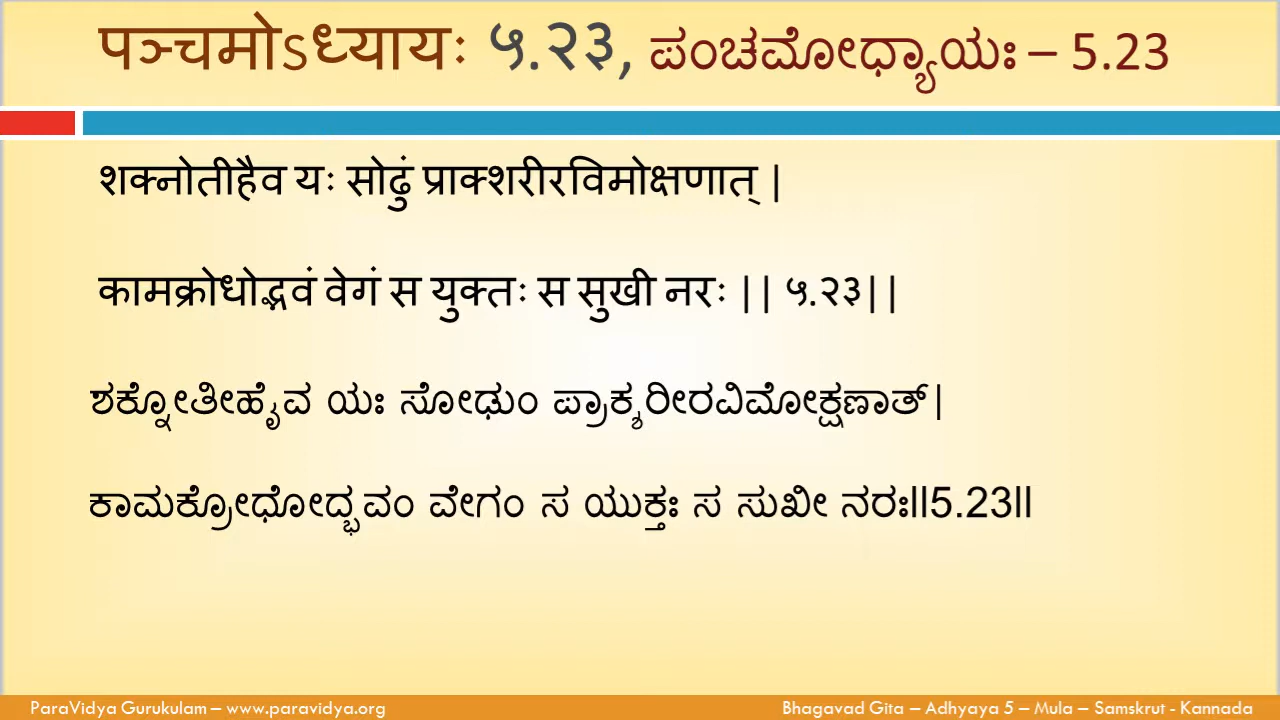 पञ्चमोऽध्यायः ५.२३, ಪಂಚಮೋಧ್ಯಾಯಃ – 5.23
शक्नोतीहैव यः सोढुं प्राक्शरीरविमोक्षणात् |
कामक्रोधोद्भवं वेगं स युक्तः स सुखी नरः || ५.२३||
ಶಕ್ನೋತೀಹೈವ ಯಃ ಸೋಢುಂ ಪ್ರಾಕ್ಶರೀರವಿಮೋಕ್ಷಣಾತ್|
ಕಾಮಕ್ರೋಧೋದ್ಭವಂ ವೇಗಂ ಸ ಯುಕ್ತಃ ಸ ಸುಖೀ ನರಃ||5.23||
ParaVidya Gurukulam – www.paravidya.org
Bhagavad Gita – Adhyaya 5 – Mula – Samskrut - Kannada